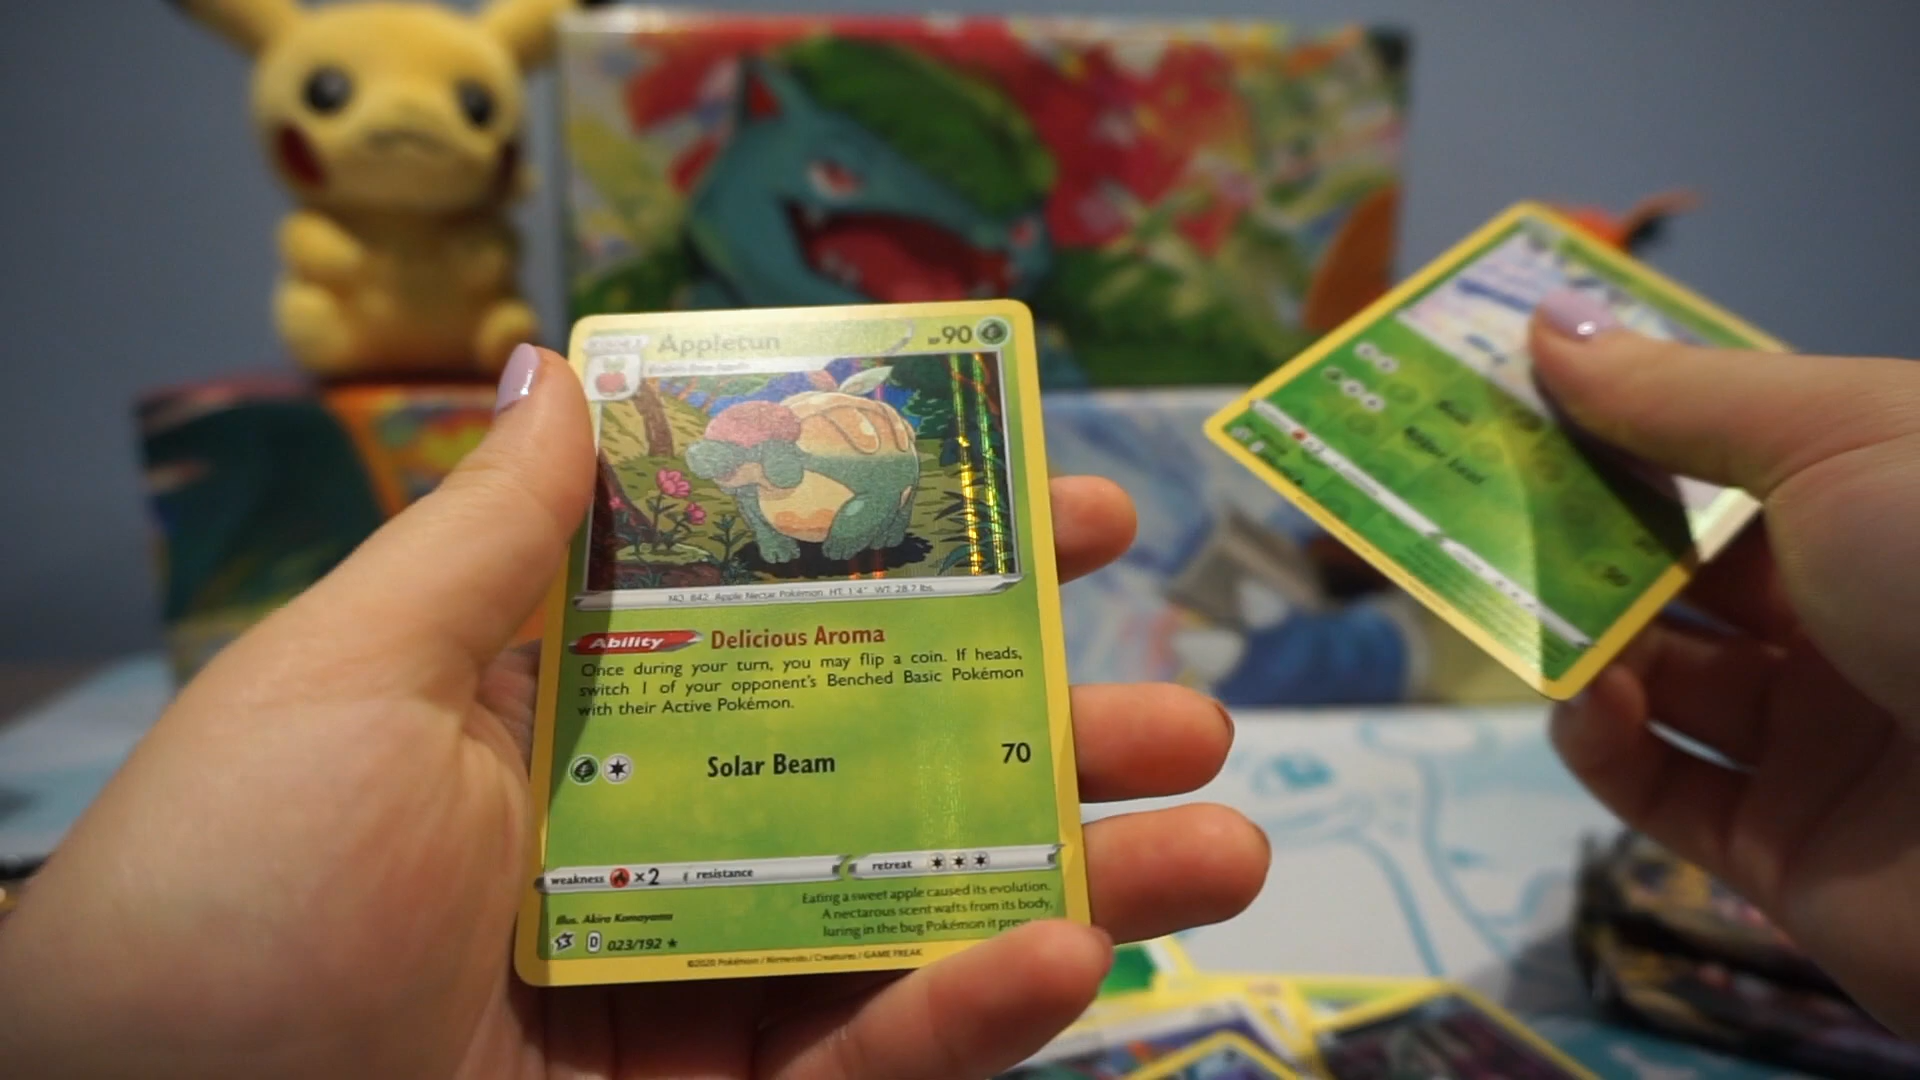 Appletun
HP 90
NO. 842 Apple Nectar Pokémon HT: 1'4" WT: 28.7 lbs.
Ability Delicious Aroma
Once during your turn, you may flip a coin. If heads,
switch 1 of your opponent's Benched Basic Pokémon
with their Active Pokémon.
Solar Beam 70
weakness ×2 resistance retreat
Eating a sweet apple caused its evolution.
A nectarous scent wafts from its body,
luring in the bug Pokémon it
Illus. Akira Komayama
D 023/192 ★
©2020 Pokémon / Nintendo / Creatures / GAME FREAK
90